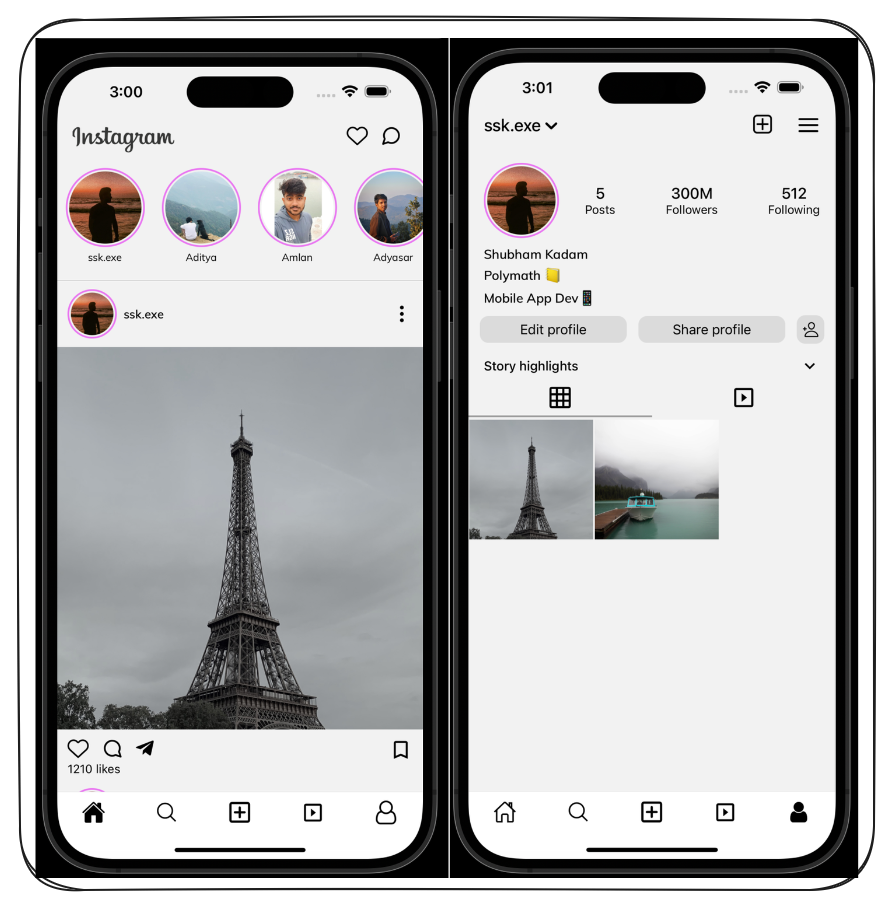 3:00
Instagram
ssk.exe
Aditya
Amlan
Adyasar
ssk.exe
1210 likes
3:01
ssk.exe
5
300M
512
Posts
Followers
Following
Shubham Kadam
Polymath 📒
Mobile App Dev 📱
Edit profile
Share profile
Story highlights